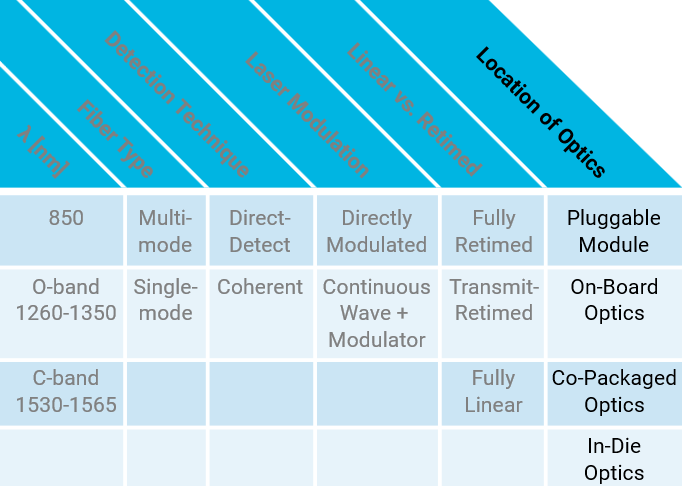 λ [nm]
Fiber Type
Detection Technique
Laser Modulation
Linear vs. Retimed
Location of Optics
850
Multi-
mode
Direct-
Detect
Directly
Modulated
Fully
Retimed
Pluggable
Module
O-band
1260-1350
Single-
mode
Coherent
Continuous
Wave +
Modulator
Transmit-
Retimed
On-Board
Optics
C-band
1530-1565
Fully
Linear
Co-Packaged
Optics
In-Die
Optics